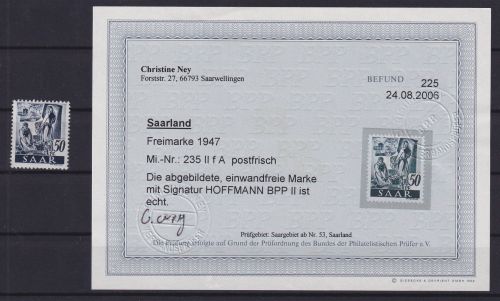 50
SAAR
Christine Ney
Forststr. 27, 66793 Saarwellingen
BEFUND 225
24.08.2006
Saarland
Freimarke 1947
Mi.-Nr.: 235 II f A postfrisch
Die abgebildete, einwandfreie Marke
mit Signatur HOFFMANN BPP II ist
echt.
50
SAAR
Prüfgebiet: Saargebiet ab Nr. 53, Saarland
Die Prüfung erfolgte auf Grund der Prüfordnung des Bundes der Philatelistischen Prüfer e.V.